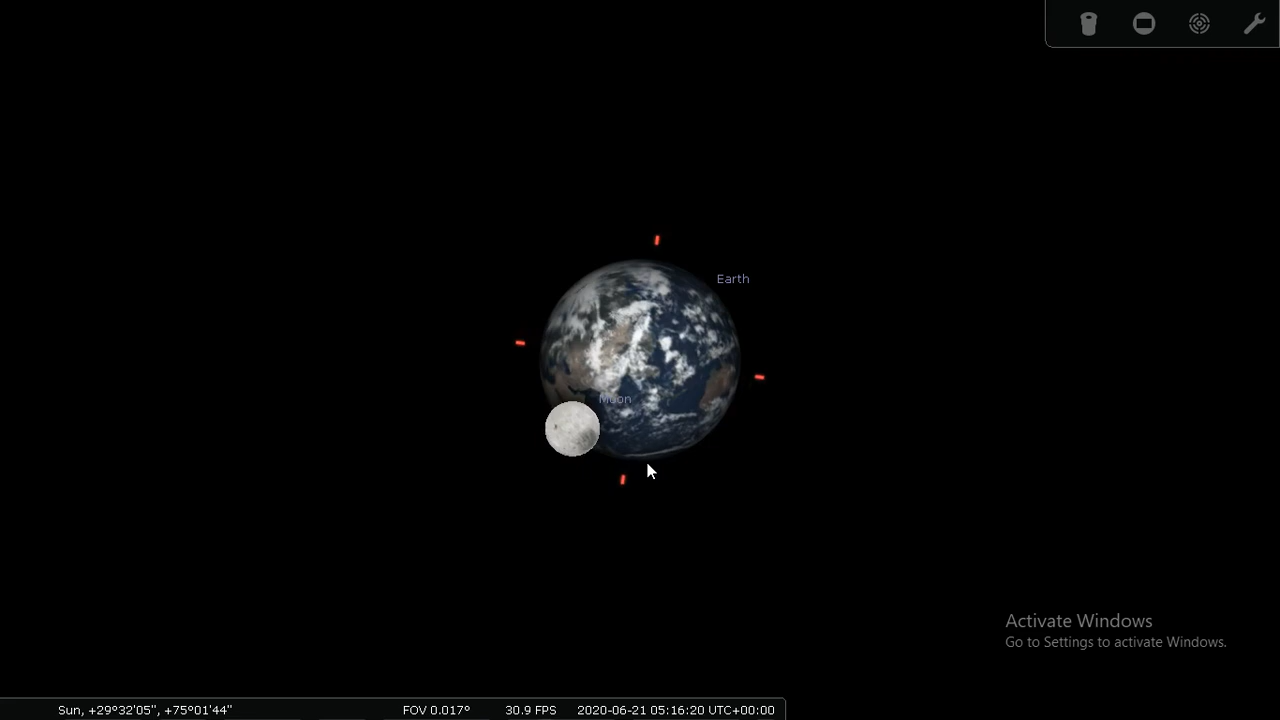 Earth
Moon
Activate Windows
Go to Settings to activate Windows.
Sun, +29°32'05", +75°01'44" FOV 0.017° 30.9 FPS 2020-06-21 05:16:20 UTC+00:00